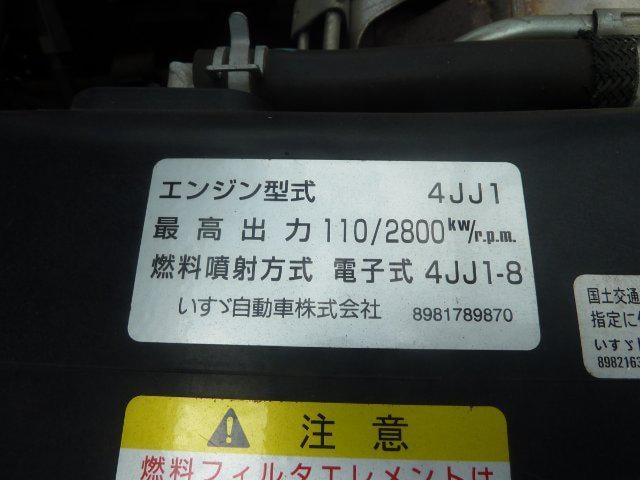 エンジン型式 4JJ1
最高出力 110/2800kW/r.p.m.
燃料噴射方式 電子式 4JJ1-8
いすゞ自動車株式会社 8981789870
国土交通
指定に
いすゞ
8982163
注意
燃料フィルタエレメントは